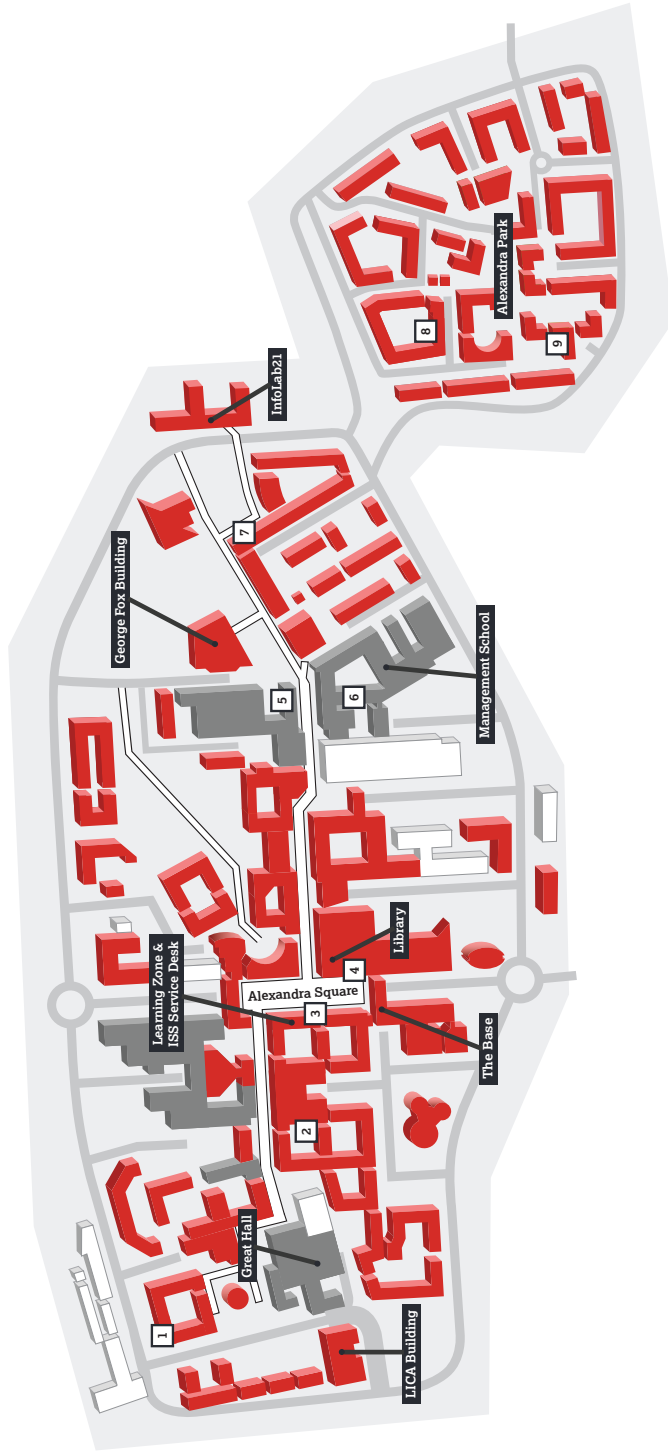 Alexandra Park
8
9
InfoLab21
7
George Fox Building
Management School
5
6
Library
Learning Zone &
ISS Service Desk
4
Alexandra Square
3
The Base
2
Great Hall
1
LICA Building